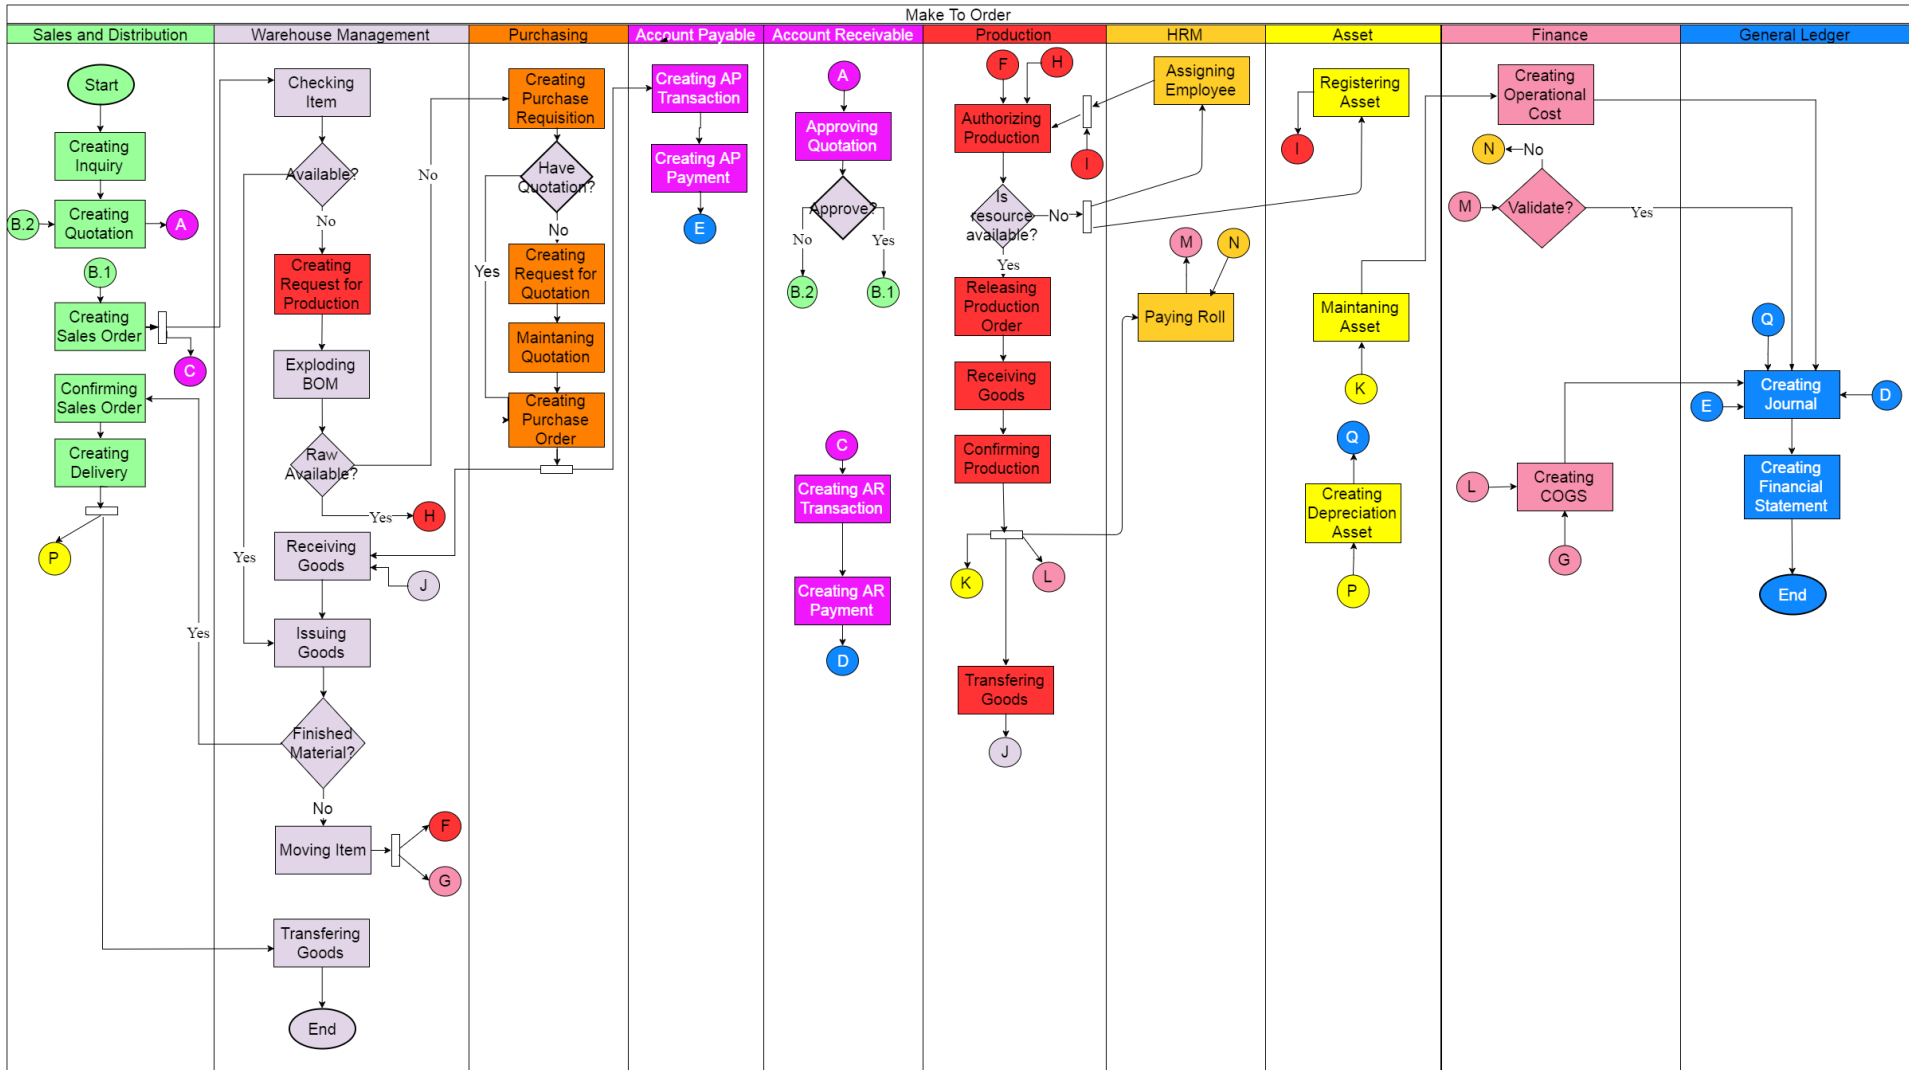 Make To Order
Sales and Distribution
Warehouse Management
Purchasing
Account Payable
Account Receivable
Production
HRM
Asset
Finance
General Ledger
Start
Creating
Inquiry
B.2
Creating
Quotation
A
B.1
Creating
Sales Order
C
Confirming
Sales Order
Creating
Delivery
P
Yes
Checking
Item
Available?
No
Creating
Request for
Production
Exploding
BOM
Raw
Available?
No
Yes
H
Yes
Receiving
Goods
J
Issuing
Goods
Finished
Material?
No
Moving Item
F
G
Transfering
Goods
End
Creating
Purchase
Requisition
Have
Quotation?
No
Yes
Creating
Request for
Quotation
Maintaning
Quotation
Creating
Purchase
Order
Creating AP
Transaction
Creating AP
Payment
E
A
Approving
Quotation
Approve?
No
Yes
B.2
B.1
C
Creating AR
Transaction
Creating AR
Payment
D
F
H
Authorizing
Production
I
Is
resource
available?
No
Yes
Releasing
Production
Order
Receiving
Goods
Confirming
Production
K
L
Transfering
Goods
J
Assigning
Employee
M
N
Paying Roll
Registering
Asset
I
Maintaning
Asset
K
Q
Creating
Depreciation
Asset
P
Creating
Operational
Cost
N
No
M
Validate?
Yes
L
Creating
COGS
G
Q
E
Creating
Journal
D
Creating
Financial
Statement
End